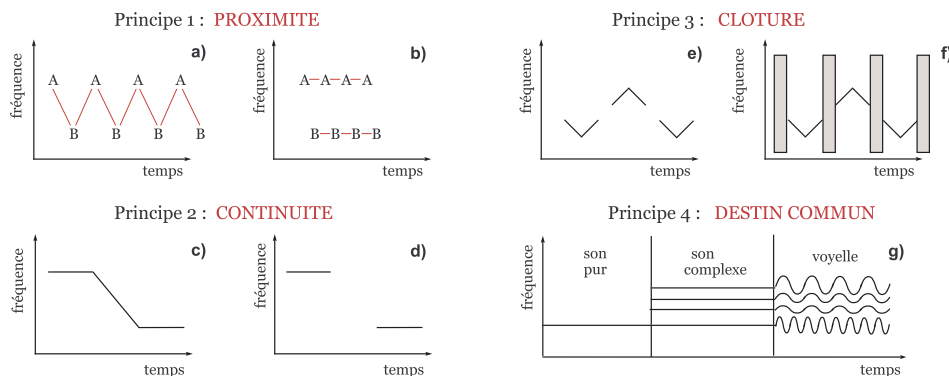 Principe 1 : PROXIMITE
a)
fréquence
A A A A
B B B B
temps
b)
fréquence
A A A A
B B B B
temps
Principe 3 : CLOTURE
e)
fréquence
temps
f)
fréquence
temps
Principe 2 : CONTINUITE
c)
fréquence
temps
d)
fréquence
temps
Principe 4 : DESTIN COMMUN
g)
fréquence
son
pur
son
complexe
voyelle
temps